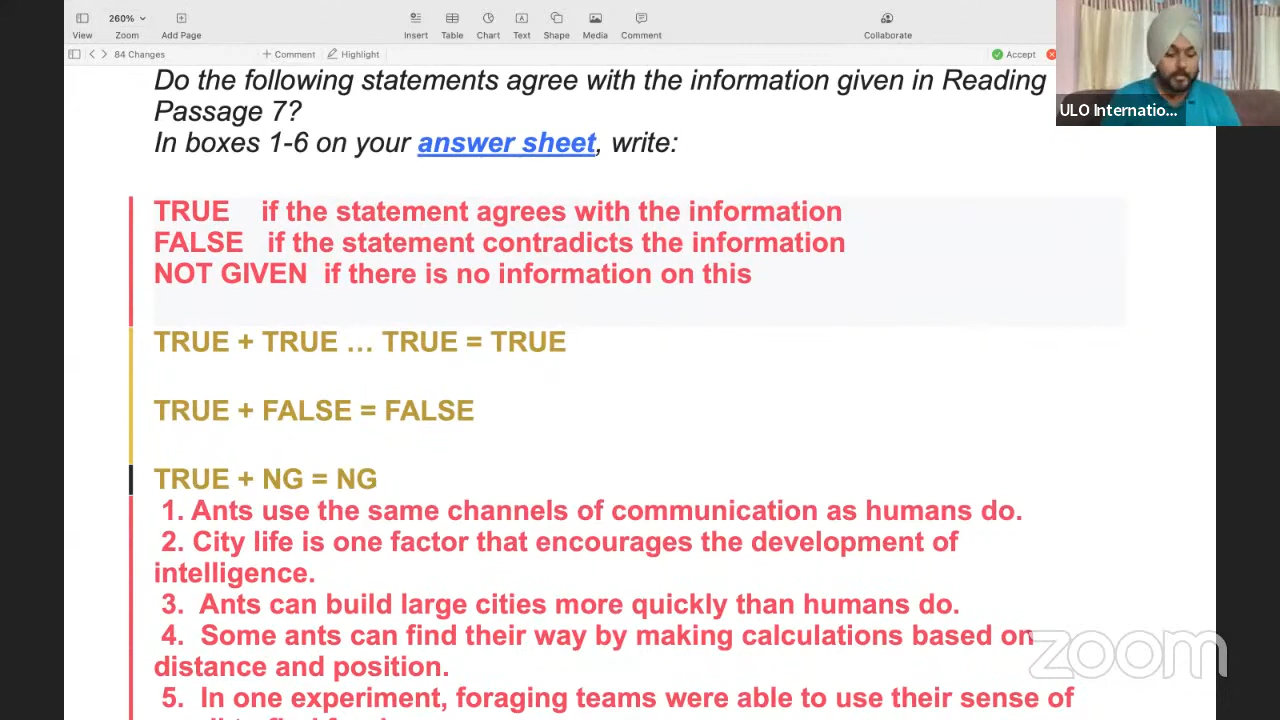 260%
View
Zoom
Add Page
Insert
Table
Chart
Text
Shape
Media
Comment
Collaborate
84 Changes
+ Comment
Highlight
Accept
ULO Internatio...
Do the following statements agree with the information given in Reading
Passage 7?
In boxes 1-6 on your answer sheet, write:
TRUE if the statement agrees with the information
FALSE if the statement contradicts the information
NOT GIVEN if there is no information on this
TRUE + TRUE ... TRUE = TRUE
TRUE + FALSE = FALSE
TRUE + NG = NG
1. Ants use the same channels of communication as humans do.
2. City life is one factor that encourages the development of
intelligence.
3. Ants can build large cities more quickly than humans do.
4. Some ants can find their way by making calculations based on
distance and position.
5. In one experiment, foraging teams were able to use their sense of
zoom